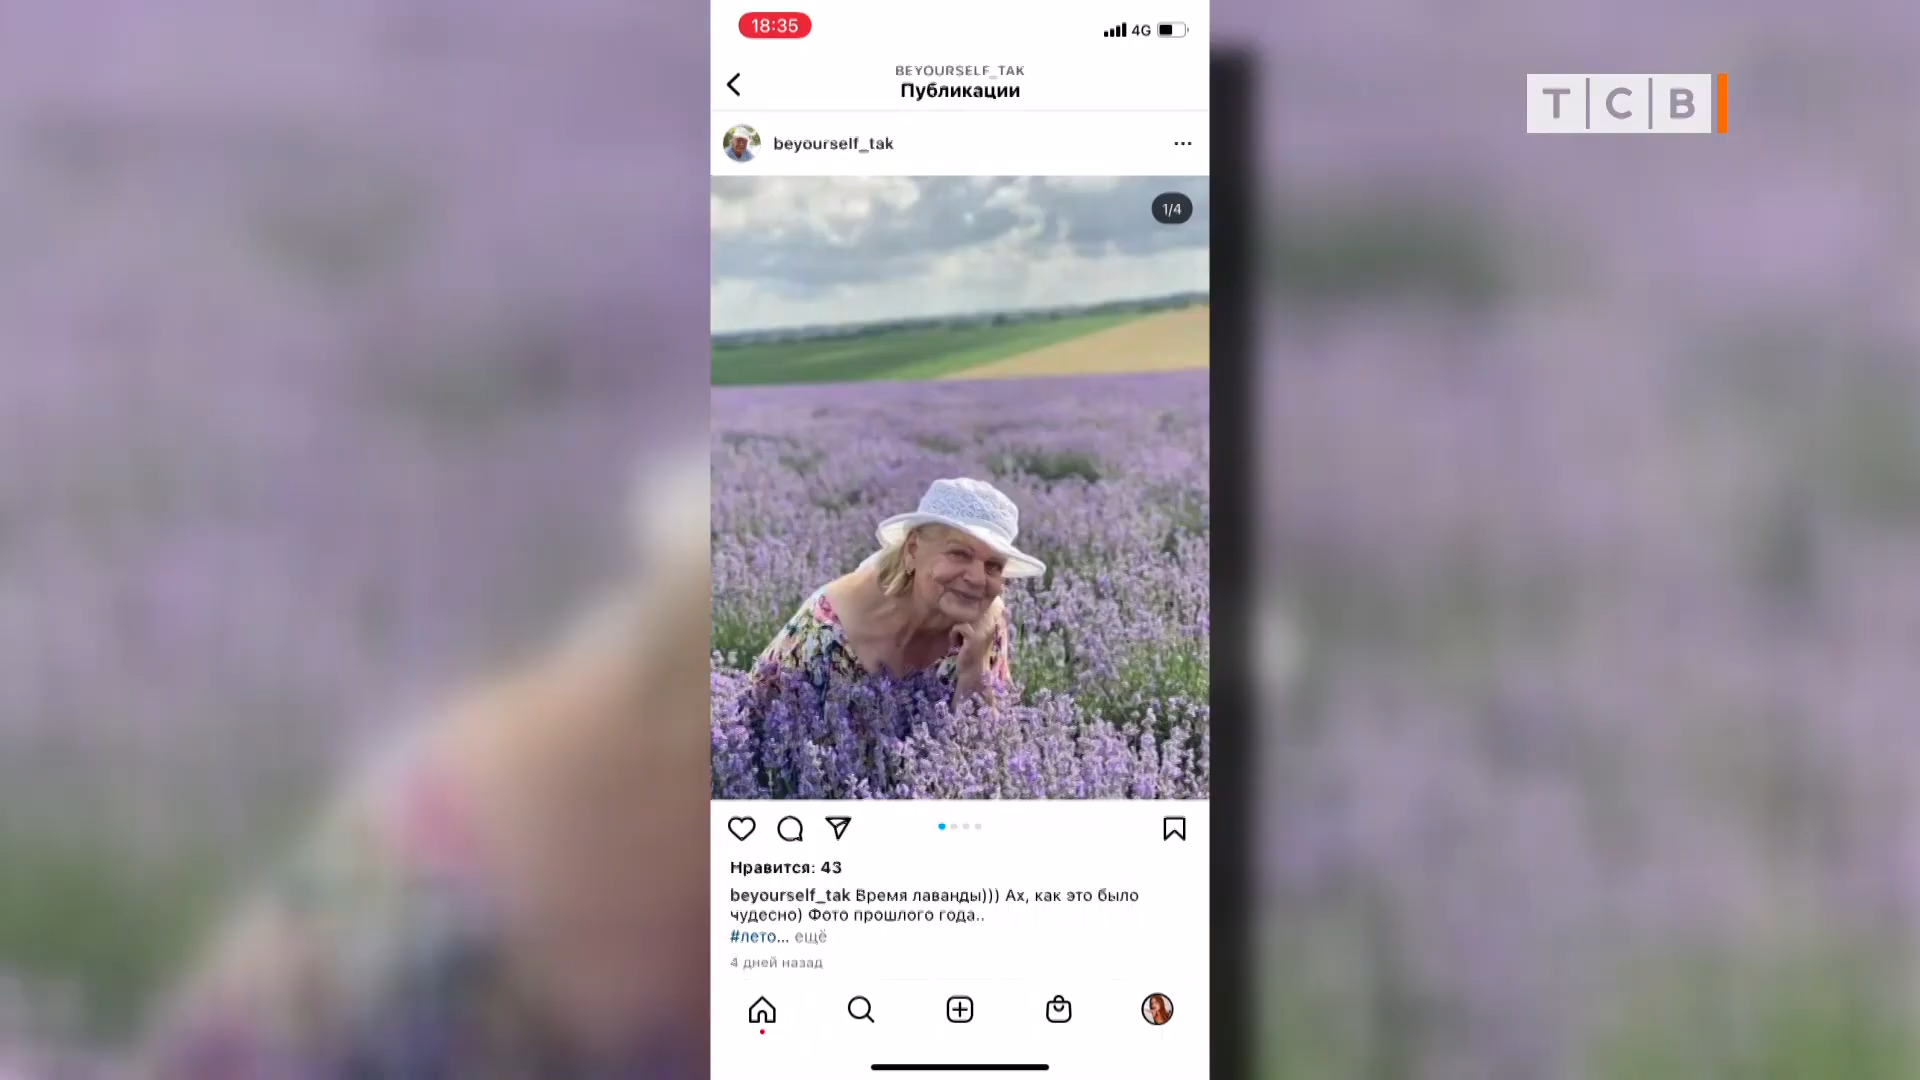 18:35
4G
BEYOURSELF_TAK
Публикации
ТСВ
beyourself_tak
1/4
Нравится: 43
beyourself_tak Время лаванды))) Ах, как это было
чудесно) Фото прошлого года..
#лето... ещё
4 дней назад